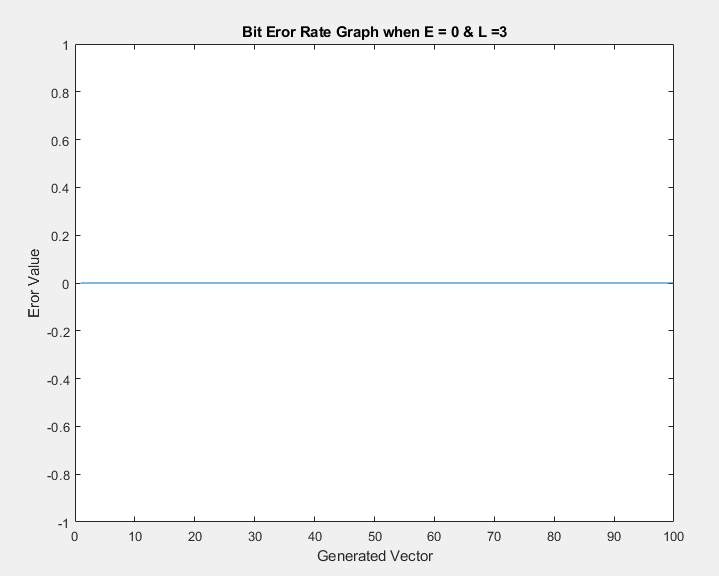 Bit Eror Rate Graph when E = 0 & L =3
1
0.8
0.6
0.4
0.2
0
-0.2
-0.4
-0.6
-0.8
-1
Eror Value
0 10 20 30 40 50 60 70 80 90 100
Generated Vector